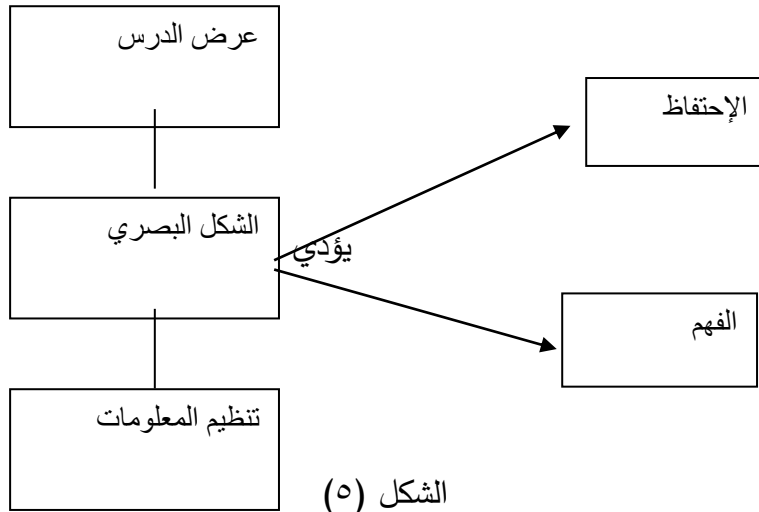 عرض الدرس
الإحتفاظ
الشكل البصري
يؤدي
الفهم
تنظيم المعلومات
الشكل (٥)